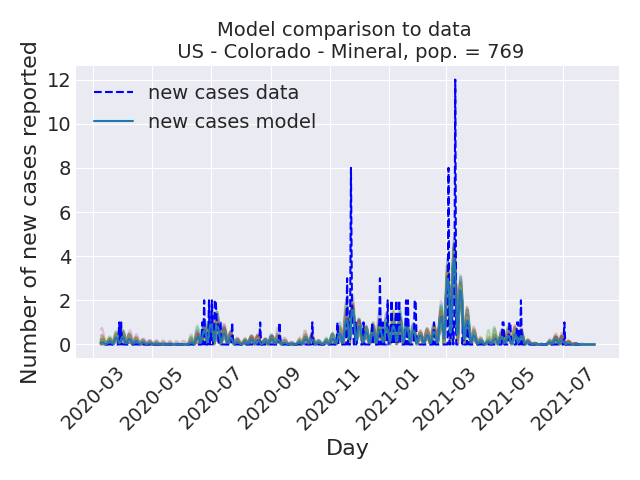 Model comparison to data
US - Colorado - Mineral, pop. = 769
Number of new cases reported
12
10
8
6
4
2
0
new cases data
new cases model
2020-03
2020-05
2020-07
2020-09
2020-11
2021-01
2021-03
2021-05
2021-07
Day